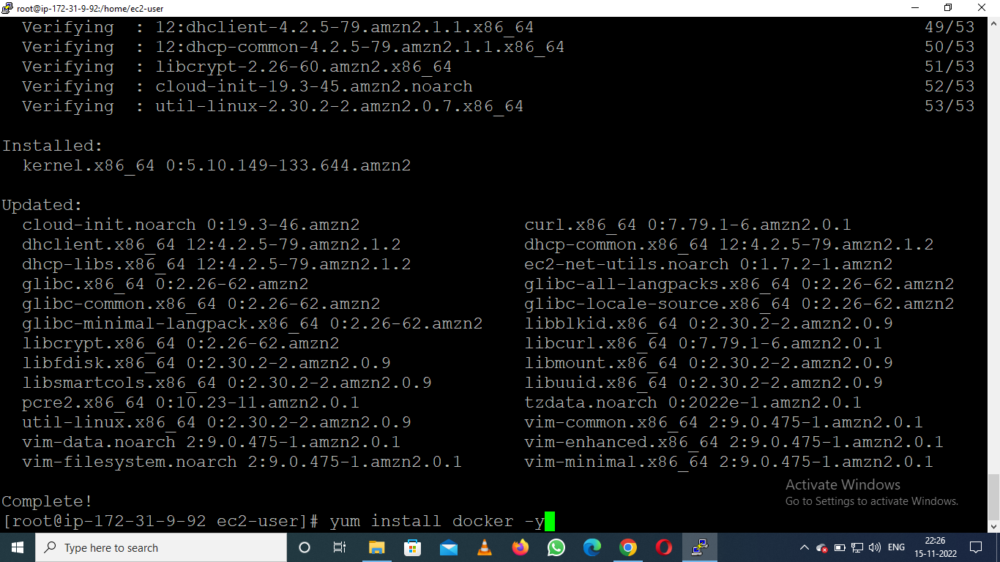 root@ip-172-31-9-92:/home/ec2-user
Verifying : 12:dhclient-4.2.5-79.amzn2.1.1.x86_64 49/53
Verifying : 12:dhcp-common-4.2.5-79.amzn2.1.1.x86_64 50/53
Verifying : libcrypt-2.26-60.amzn2.x86_64 51/53
Verifying : cloud-init-19.3-45.amzn2.noarch 52/53
Verifying : util-linux-2.30.2-2.amzn2.0.7.x86_64 53/53
Installed:
kernel.x86_64 0:5.10.149-133.644.amzn2
Updated:
cloud-init.noarch 0:19.3-46.amzn2 curl.x86_64 0:7.79.1-6.amzn2.0.1
dhclient.x86_64 12:4.2.5-79.amzn2.1.2 dhcp-common.x86_64 12:4.2.5-79.amzn2.1.2
dhcp-libs.x86_64 12:4.2.5-79.amzn2.1.2 ec2-net-utils.noarch 0:1.7.2-1.amzn2
glibc.x86_64 0:2.26-62.amzn2 glibc-all-langpacks.x86_64 0:2.26-62.amzn2
glibc-common.x86_64 0:2.26-62.amzn2 glibc-locale-source.x86_64 0:2.26-62.amzn2
glibc-minimal-langpack.x86_64 0:2.26-62.amzn2 libblkid.x86_64 0:2.30.2-2.amzn2.0.9
libcrypt.x86_64 0:2.26-62.amzn2 libcurl.x86_64 0:7.79.1-6.amzn2.0.1
libfdisk.x86_64 0:2.30.2-2.amzn2.0.9 libmount.x86_64 0:2.30.2-2.amzn2.0.9
libsmartcols.x86_64 0:2.30.2-2.amzn2.0.9 libuuid.x86_64 0:2.30.2-2.amzn2.0.9
pcre2.x86_64 0:10.23-11.amzn2.0.1 tzdata.noarch 0:2022e-1.amzn2.0.1
util-linux.x86_64 0:2.30.2-2.amzn2.0.9 vim-common.x86_64 2:9.0.475-1.amzn2.0.1
vim-data.noarch 2:9.0.475-1.amzn2.0.1 vim-enhanced.x86_64 2:9.0.475-1.amzn2.0.1
vim-filesystem.noarch 2:9.0.475-1.amzn2.0.1 vim-minimal.x86_64 2:9.0.475-1.amzn2.0.1
Activate Windows
Go to Settings to activate Windows.
Complete!
[root@ip-172-31-9-92 ec2-user]# yum install docker -y
Type here to search
ENG
22:26
15-11-2022